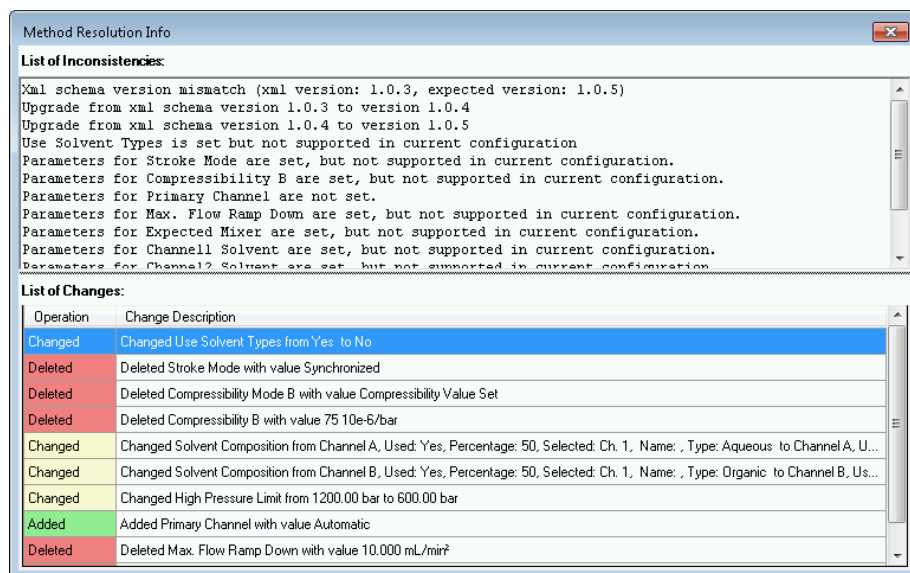 Method Resolution Info
List of Inconsistencies:
Xml schema version mismatch (xml version: 1.0.3, expected version: 1.0.5)
Upgrade from xml schema version 1.0.3 to version 1.0.4
Upgrade from xml schema version 1.0.4 to version 1.0.5
Use Solvent Types is set but not supported in current configuration
Parameters for Stroke Mode are set, but not supported in current configuration.
Parameters for Compressibility B are set, but not supported in current configuration.
Parameters for Primary Channel are not set.
Parameters for Max. Flow Ramp Down are set, but not supported in current configuration.
Parameters for Expected Mixer are set, but not supported in current configuration.
Parameters for Channel1 Solvent are set, but not supported in current configuration.
Parameters for Channel2 Solvent are set, but not supported in current configuration
List of Changes:
Operation Change Description
Changed Changed Use Solvent Types from Yes to No
Deleted Deleted Stroke Mode with value Synchronized
Deleted Deleted Compressibility Mode B with value Compressibility Value Set
Deleted Deleted Compressibility B with value 75 10e-6/bar
Changed Changed Solvent Composition from Channel A, Used: Yes, Percentage: 50, Selected: Ch. 1, Name: , Type: Aqueous to Channel A, U...
Changed Changed Solvent Composition from Channel B, Used: Yes, Percentage: 50, Selected: Ch. 1, Name: , Type: Organic to Channel B, Us...
Changed Changed High Pressure Limit from 1200.00 bar to 600.00 bar
Added Added Primary Channel with value Automatic
Deleted Deleted Max. Flow Ramp Down with value 10.000 mL/min²